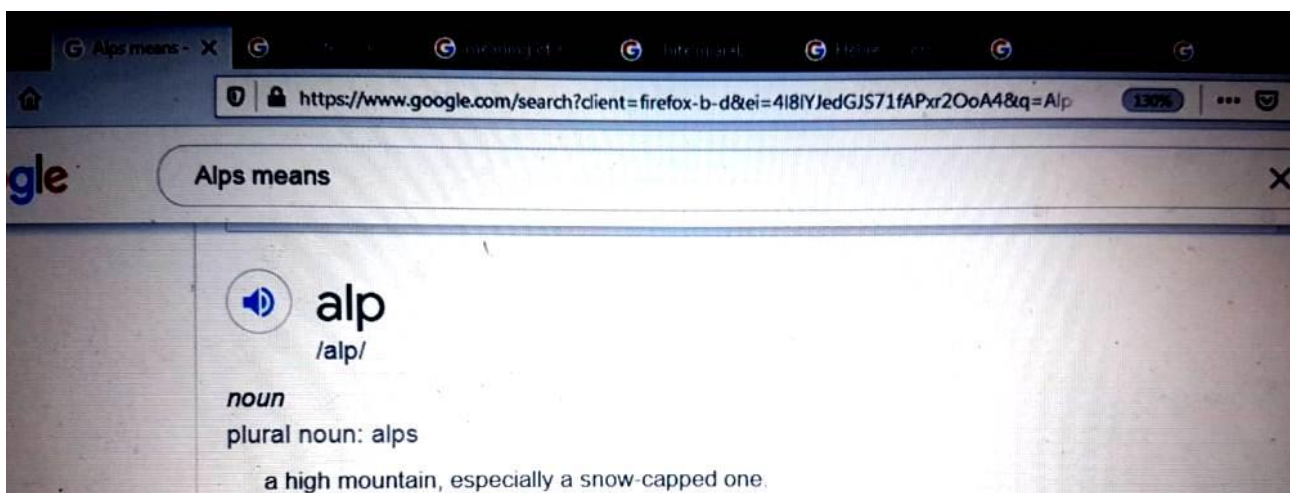 Alps means -
https://www.google.com/search?client=firefox-b-d&ei=4I8IYJedGJS71fAPxr2OoA4&q=Alp
130%
gle
Alps means
alp
/alp/
noun
plural noun: alps
a high mountain, especially a snow-capped one.